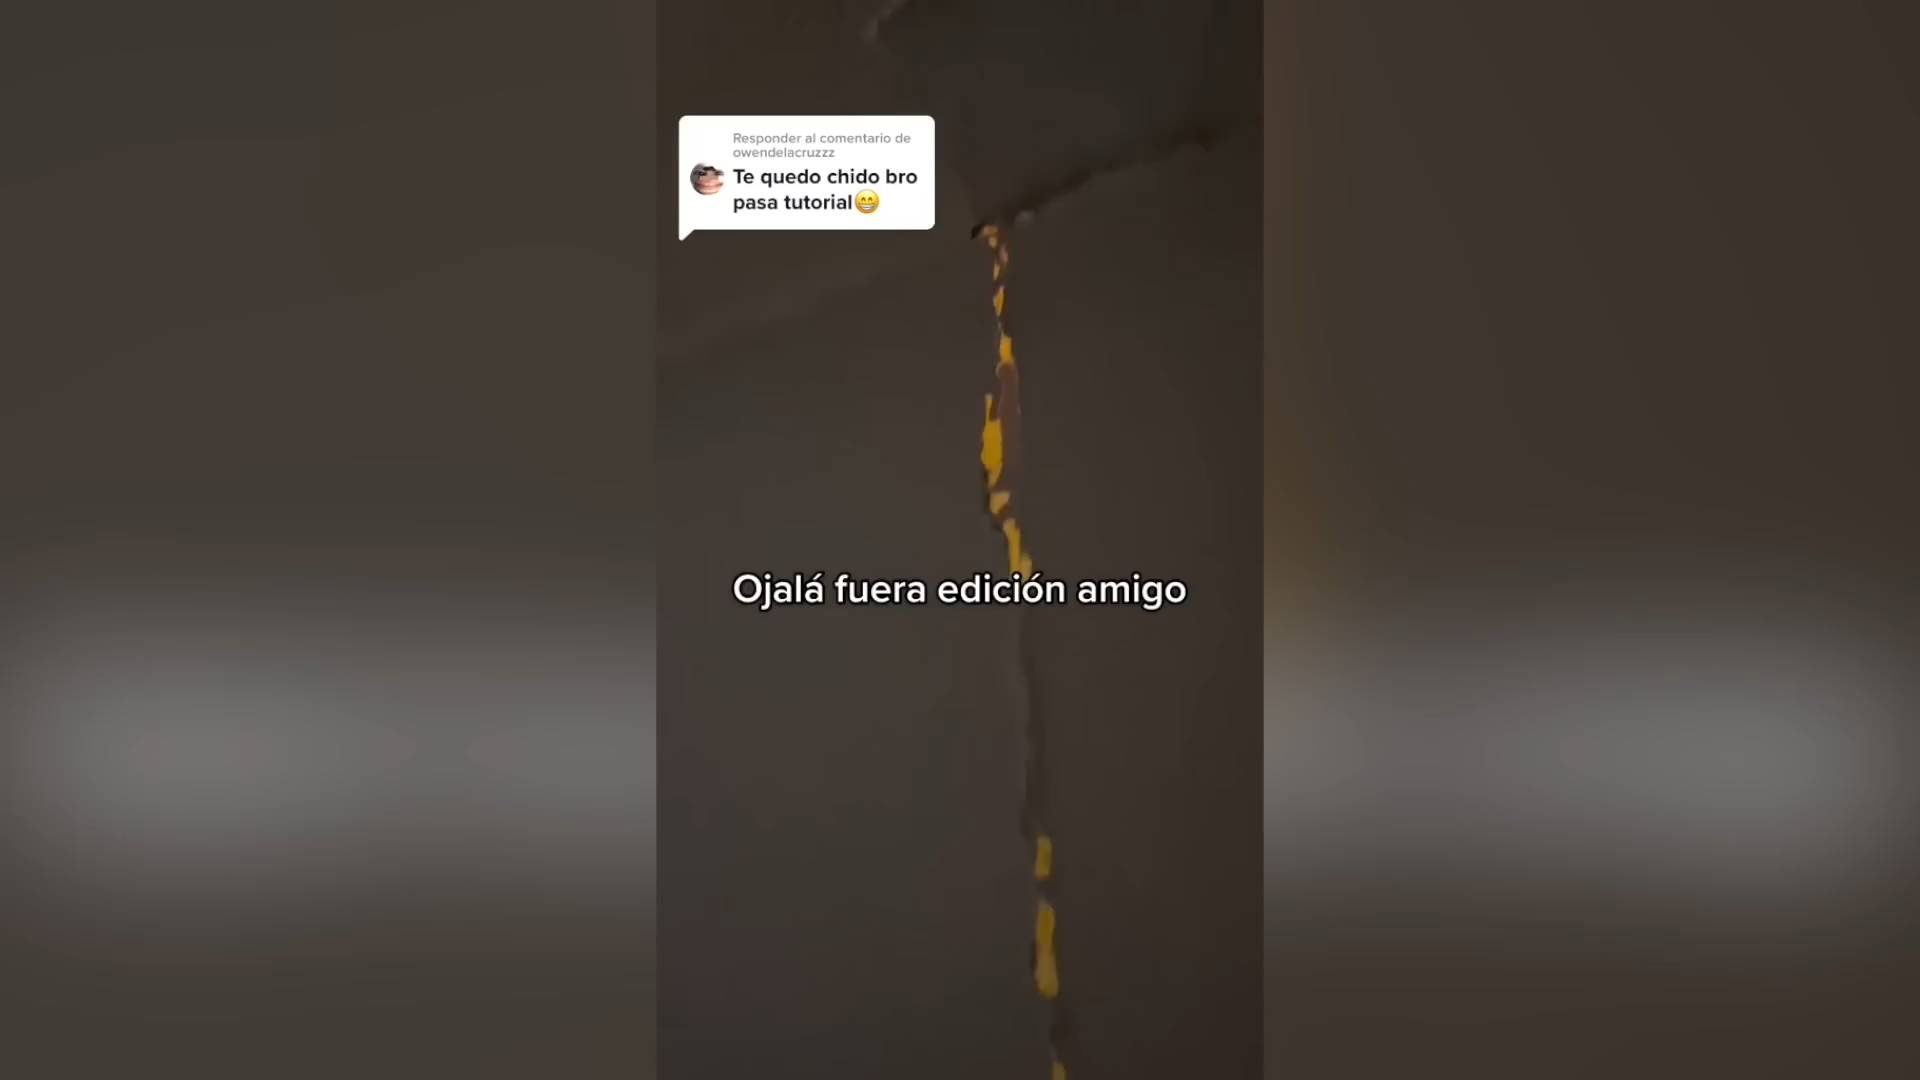 Responder al comentario de
owendelacruzzz
Te quedo chido bro
pasa tutorial😁
Ojalá fuera edición amigo